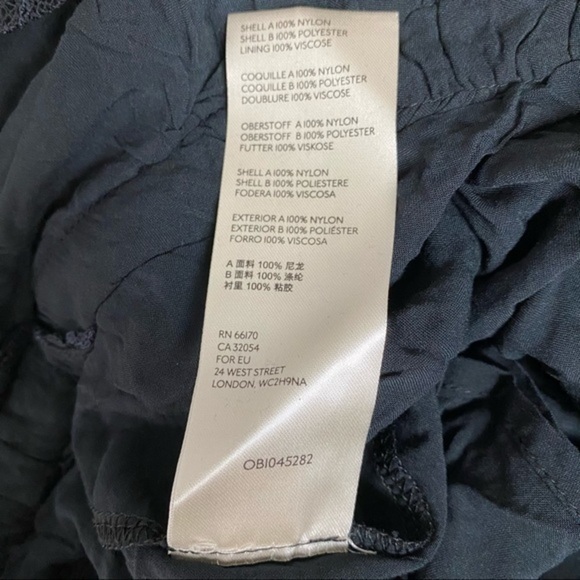 SHELL A 100% NYLON
SHELL B 100% POLYESTER
LINING 100% VISCOSE
COQUILLE A 100% NYLON
COQUILLE B 100% POLYESTER
DOUBLURE 100% VISCOSE
OBERSTOFF A 100% NYLON
OBERSTOFF B 100% POLYESTER
FUTTER 100% VISKOSE
SHELL A 100% NYLON
SHELL B 100% POLIESTERE
FODERA 100% VISCOSA
EXTERIOR A 100% NYLON
EXTERIOR B 100% POLIÉSTER
FORRO 100% VISCOSA
A 面料 100% 尼龙
B 面料 100% 涤纶
衬里 100% 粘胶
RN 66170
CA 32054
FOR EU
24 WEST STREET
LONDON, WC2H9NA
OB1045282